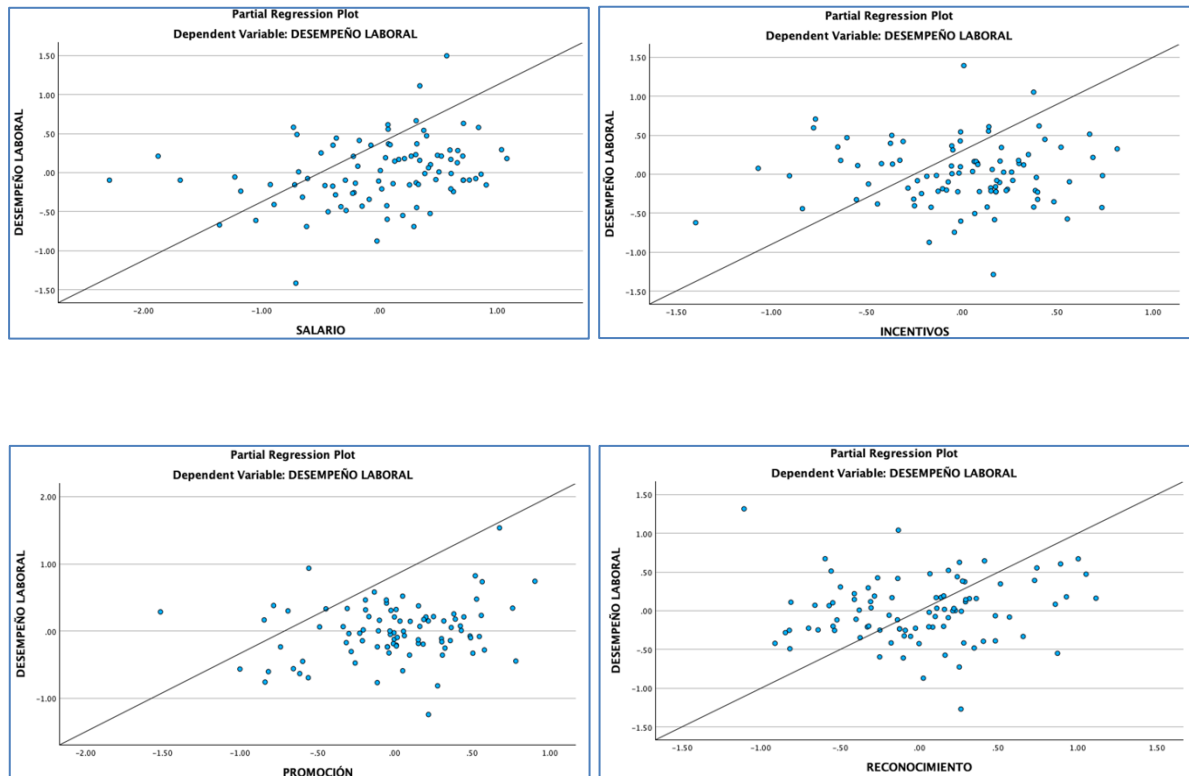 Partial Regression Plot
Dependent Variable: DESEMPEÑO LABORAL
DESEMPEÑO LABORAL
1.50
1.00
.50
.00
-.50
-1.00
-1.50
-2.00
-1.00
.00
1.00
SALARIO
Partial Regression Plot
Dependent Variable: DESEMPEÑO LABORAL
DESEMPEÑO LABORAL
1.50
1.00
.50
.00
-.50
-1.00
-1.50
-1.50
-1.00
-.50
.00
.50
1.00
INCENTIVOS
Partial Regression Plot
Dependent Variable: DESEMPEÑO LABORAL
DESEMPEÑO LABORAL
2.00
1.00
.00
-1.00
-2.00
-1.00
.00
1.00
PROMOCIÓN
Partial Regression Plot
Dependent Variable: DESEMPEÑO LABORAL
DESEMPEÑO LABORAL
1.50
1.00
.50
.00
-.50
-1.00
-1.50
-1.50
-1.00
-.50
.00
.50
1.00
1.50
RECONOCIMIENTO